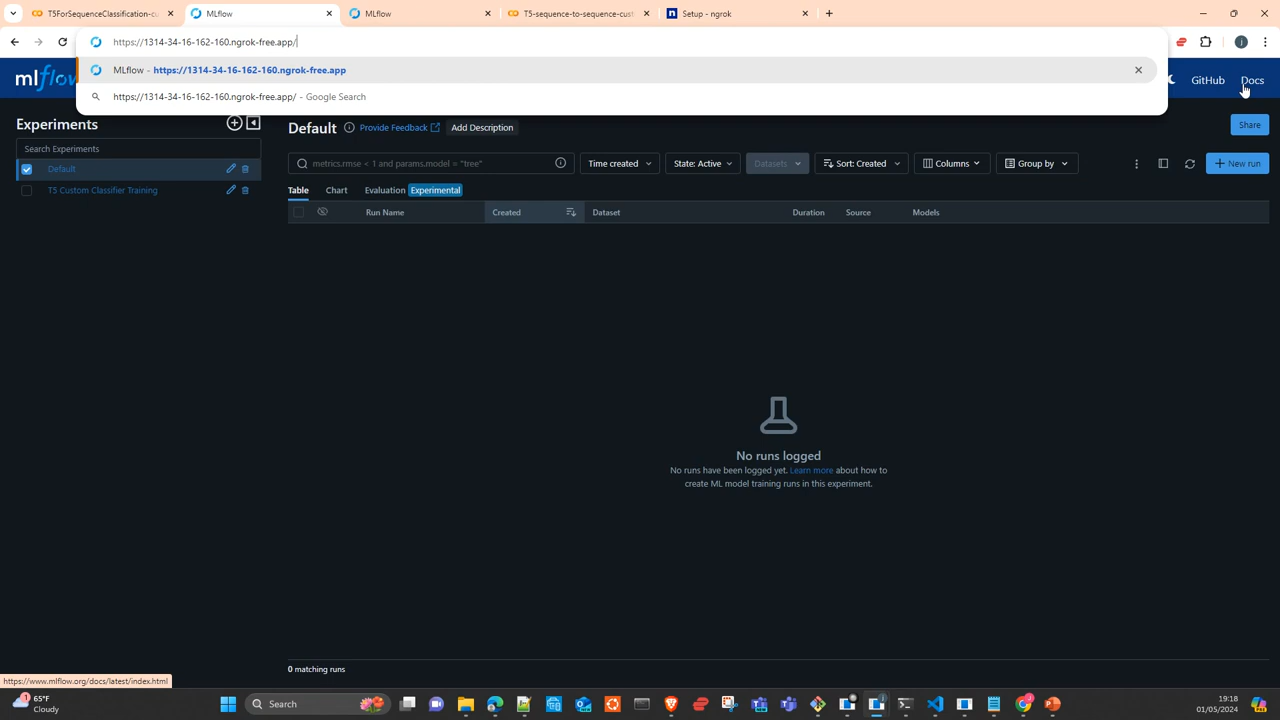 T5ForSequenceClassification-cu
MLflow
MLflow
T5-sequence-to-sequence-cust
Setup - ngrok
https://1314-34-16-162-160.ngrok-free.app/
MLflow - https://1314-34-16-162-160.ngrok-free.app
https://1314-34-16-162-160.ngrok-free.app/ - Google Search
mlflow
GitHub
Docs
Experiments
Default
Provide Feedback
Add Description
Share
Search Experiments
metrics.rmse < 1 and params.model = "tree"
Time created
State: Active
Datasets
Sort: Created
Columns
Group by
New run
Default
T5 Custom Classifier Training
Table
Chart
Evaluation
Experimental
Run Name
Created
Dataset
Duration
Source
Models
No runs logged
No runs have been logged yet. Learn more about how to
create ML model training runs in this experiment.
0 matching runs
https://www.mlflow.org/docs/latest/index.html
1
65°F
Cloudy
Search
19:18
01/05/2024